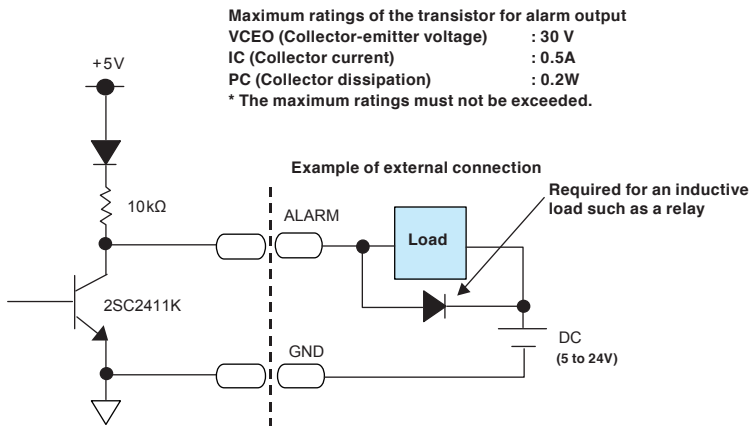 Maximum ratings of the transistor for alarm output
VCEO (Collector-emitter voltage) : 30 V
IC (Collector current) : 0.5A
PC (Collector dissipation) : 0.2W
* The maximum ratings must not be exceeded.
+5V
Example of external connection
Required for an inductive
load such as a relay
10kΩ
ALARM
Load
2SC2411K
GND
DC
(5 to 24V)